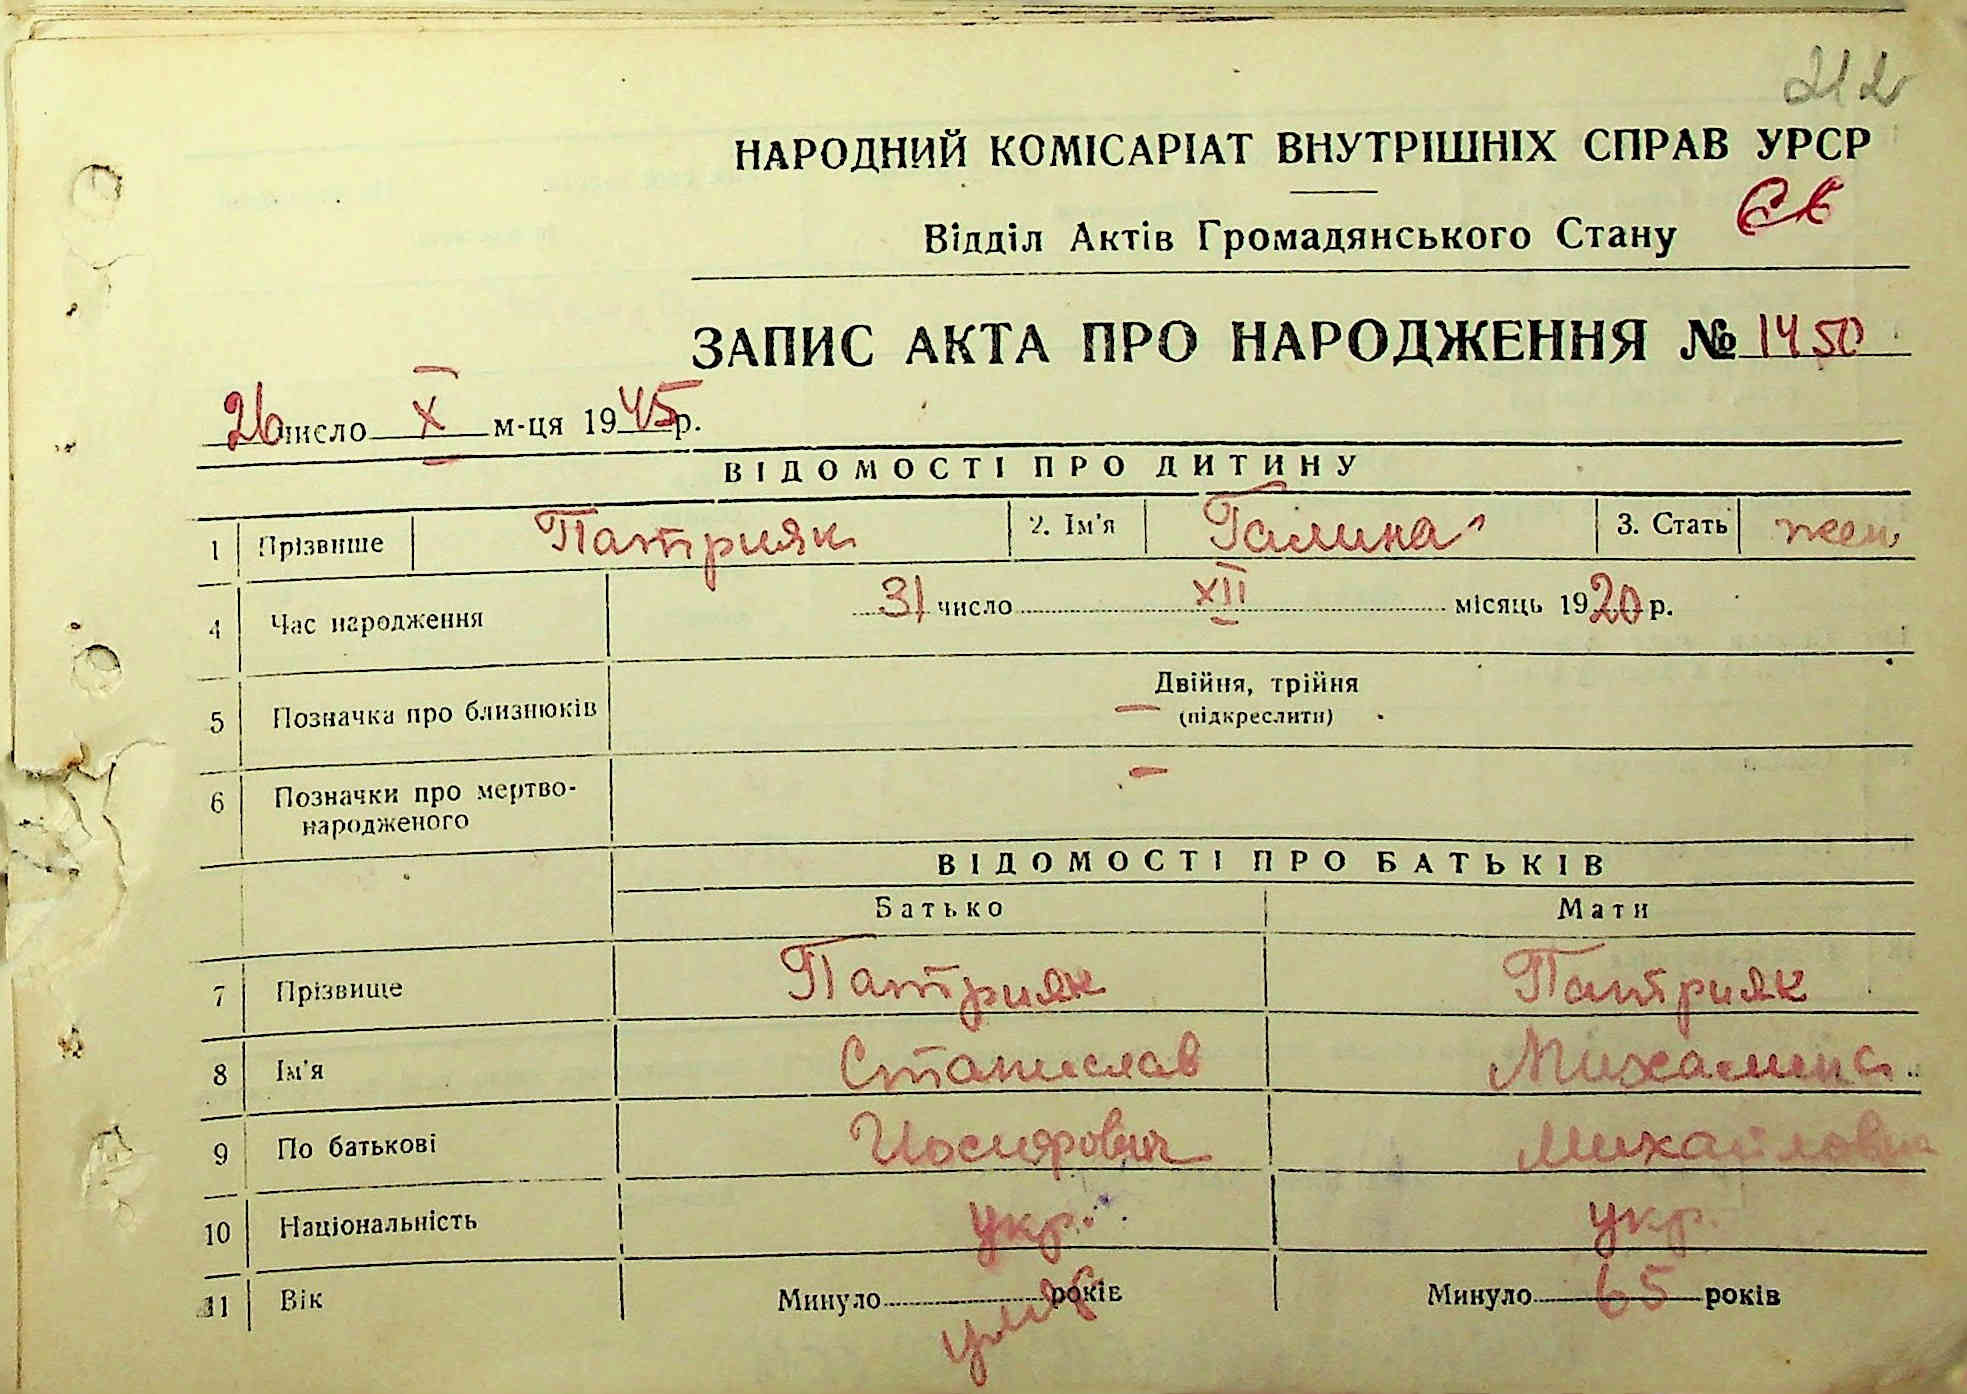 212
НАРОДНИЙ КОМІСАРІАТ ВНУТРІШНІХ СПРАВ УРСР
Відділ Актів Громадянського Стану
ЗАПИС АКТА ПРО НАРОДЖЕННЯ № 1450
26 число X м-ця 1945 р.
ВІДОМОСТІ ПРО ДИТИНУ
1 Прізвище Патрияк 2. Ім'я Галина 3. Стать жен
4 Час народження 31 число XII місяць 1920 р.
5 Позначка про близнюків Двійня, трійня
(підкреслити)
6 Позначки про мертво-
народженого
ВІДОМОСТІ ПРО БАТЬКІВ
Батько Мати
7 Прізвище Патрияк Патрияк
8 Ім'я Станислав
9 По батькові Иосифович Михайловна
10 Національність укр. укр.
11 Вік Минуло умер років Минуло 65 років